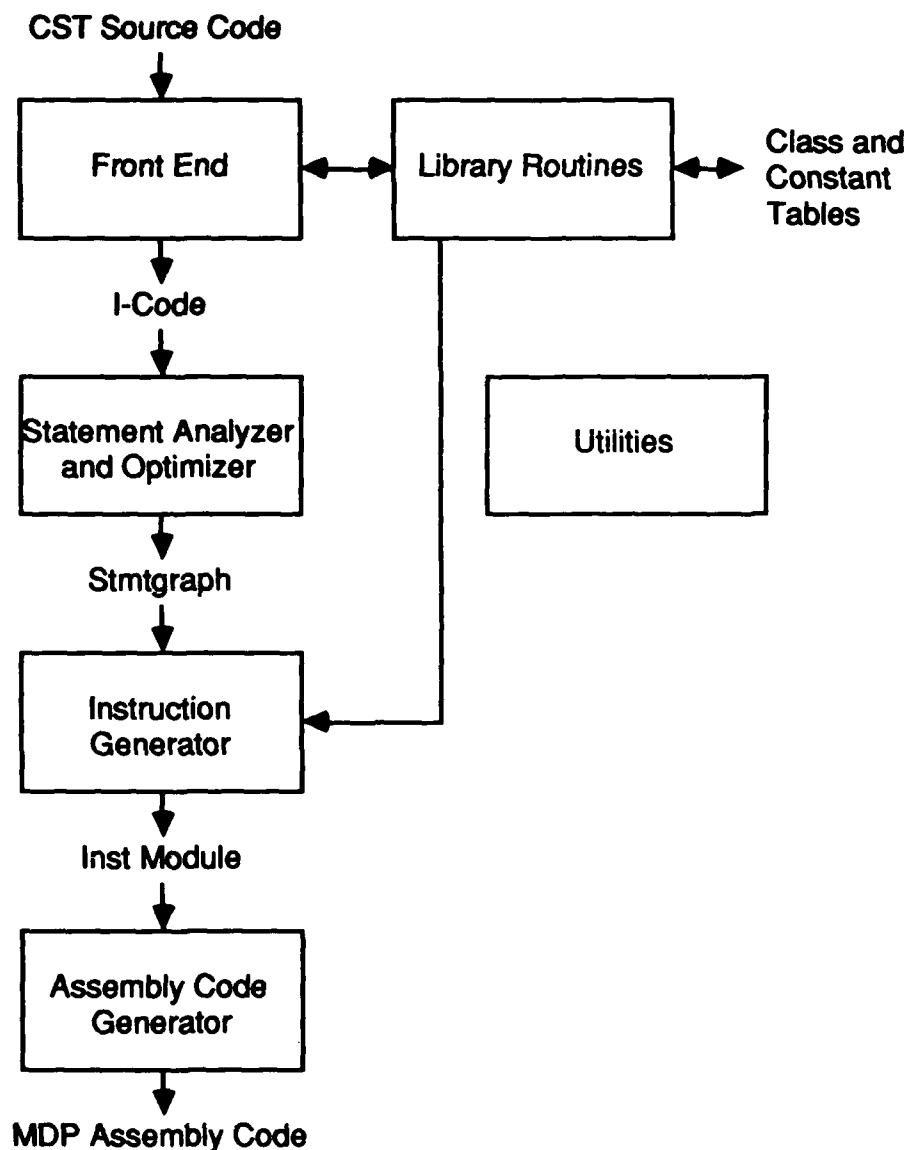 CST Source Code
Front End
Library Routines
Class and
Constant
Tables
I-Code
Statement Analyzer
and Optimizer
Utilities
Stmtgraph
Instruction
Generator
Inst Module
Assembly Code
Generator
MDP Assembly Code